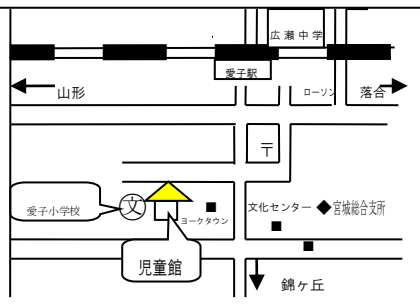 広瀬中学
愛子駅
山形
ローソン
落合
〒
愛子小学校
文
ヨークタウン
文化センター
宮城総合支所
児童館
錦ヶ丘